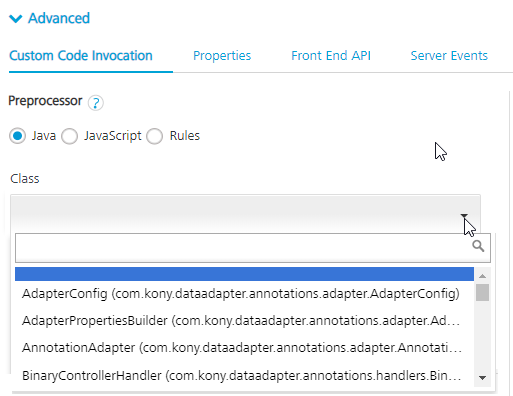 Advanced
Custom Code Invocation Properties Front End API Server Events
Preprocessor ?
Java JavaScript Rules
Class
AdapterConfig (com.kony.dataadapter.annotations.adapter.AdapterConfig)
AdapterPropertiesBuilder (com.kony.dataadapter.annotations.adapter.Ad...
AnnotationAdapter (com.kony.dataadapter.annotations.adapter.Annotati...
BinaryControllerHandler (com.kony.dataadapter.annotations.handlers.Bin...